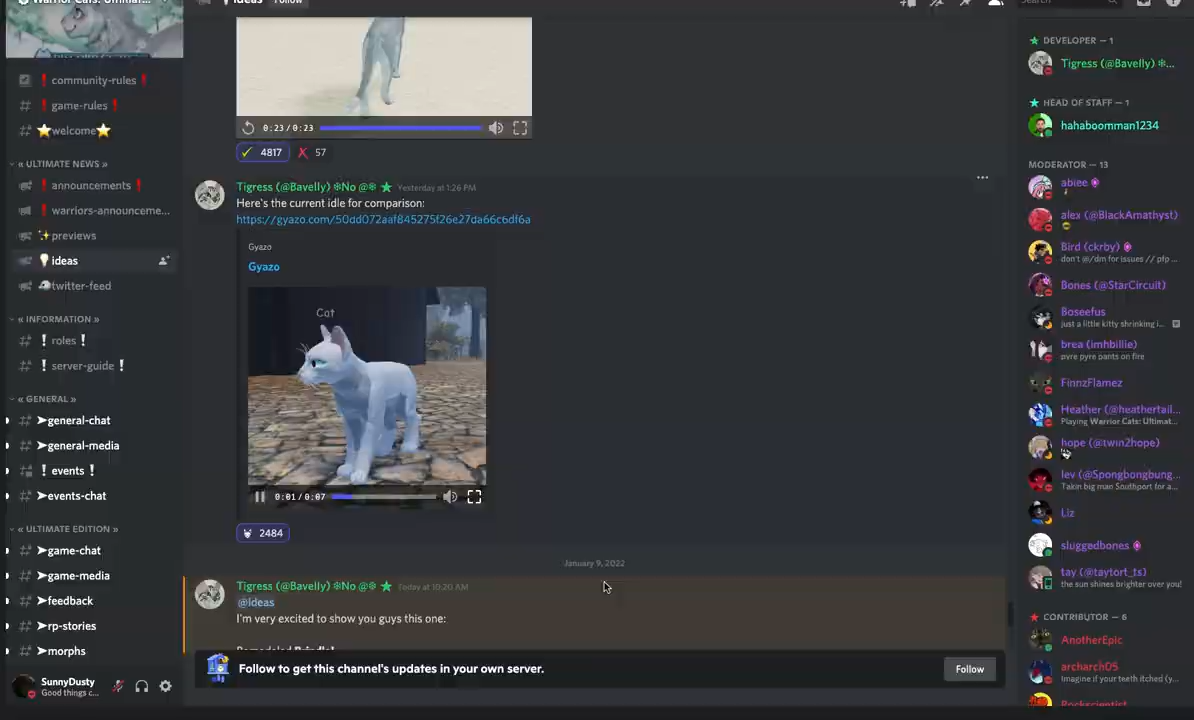 Warrior Cats: Ultimat...
Ideas
Follow
Search
community-rules
game-rules
welcome
« ULTIMATE NEWS »
announcements
warriors-announceme...
previews
ideas
twitter-feed
« INFORMATION »
roles
server-guide
« GENERAL »
➤general-chat
➤general-media
events
➤events-chat
« ULTIMATE EDITION »
➤game-chat
➤game-media
➤feedback
➤rp-stories
➤morphs
SunnyDusty
Good things c...
0:23/0:23
4817
57
Tigress (@Bavelly) ❄No @❄ Yesterday at 1:26 PM
Here's the current idle for comparison:
https://gyazo.com/50dd072aaf845275f26e27da66c6df6a
Gyazo
Gyazo
Cat
0:01/0:07
2484
January 9, 2022
Tigress (@Bavelly) ❄No @❄ Today at 10:20 AM
@Ideas
I'm very excited to show you guys this one:
Follow to get this channel's updates in your own server.
Follow
DEVELOPER — 1
Tigress (@Bavelly) ❄...
HEAD OF STAFF — 1
hahaboomman1234
MODERATOR — 13
abiee
alex (@BlackAmathyst)
Bird (ckrby)
don't @/dm for issues // pfp ...
Bones (@StarCircuit)
Boseefus
just a little kitty shrinking i...
brea (imhbillie)
pyre pyre pants on fire
FinnzFlamez
Heather (@heathertail...
Playing Warrior Cats: Ultimat...
hope (@twin2hope)
lev (@Spongbongbung...
Takin big man Southport for a...
Liz
sluggedbones
tay (@taytort_ts)
the sun shines brighter over you!
CONTRIBUTOR — 6
AnotherEpic
archarch05
Imagine if your teeth itched (y...
Rockscientist